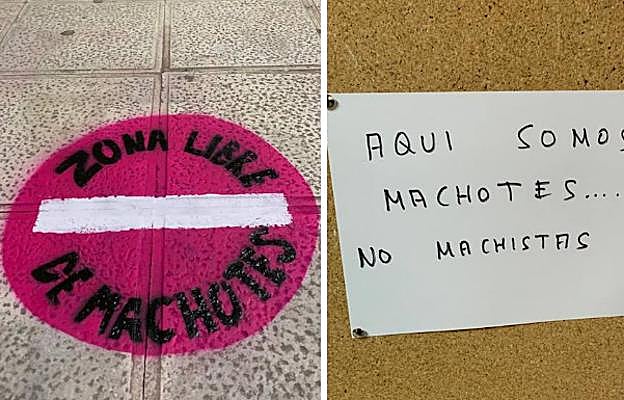 ZONA LIBRE
DE MACHOTES
AQUI SOMOS
MACHOTES....
NO MACHISTAS